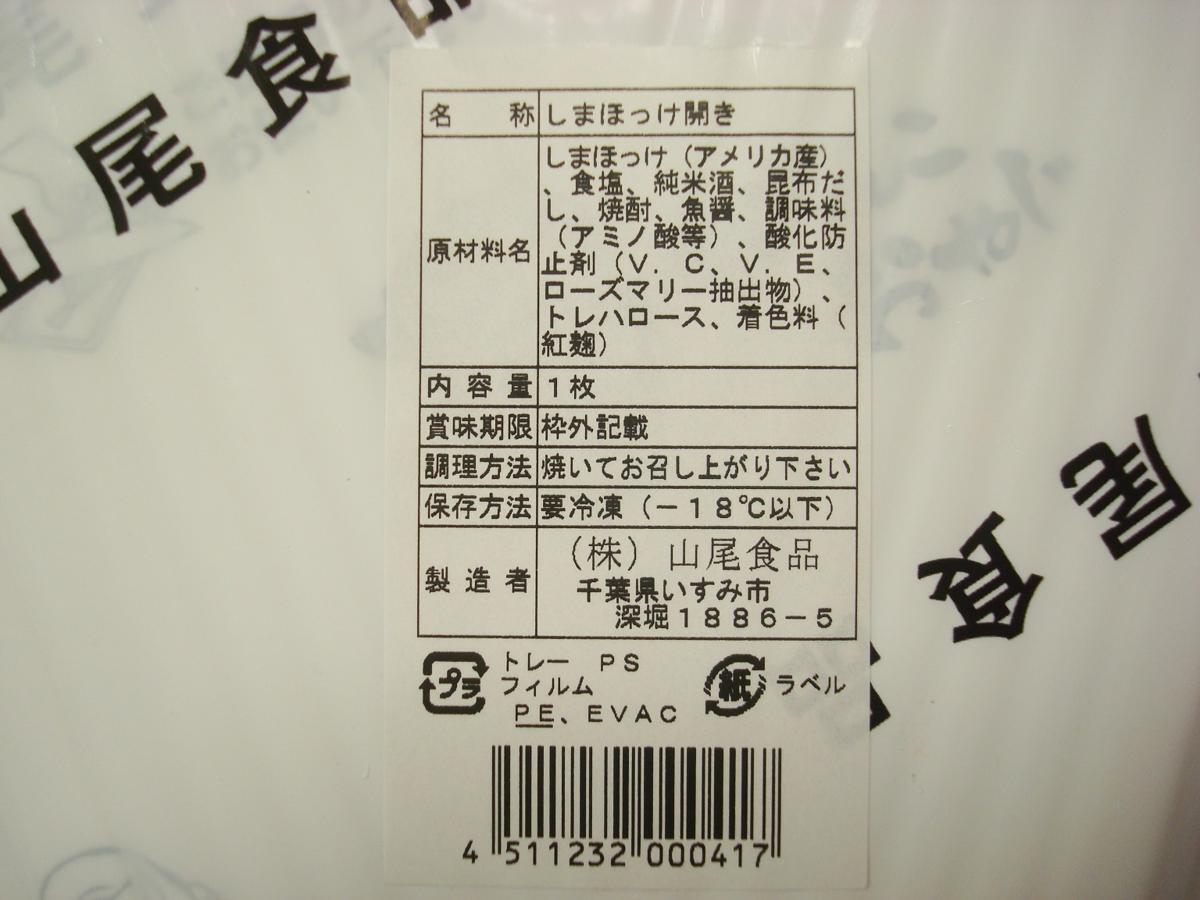 山尾食品
名 称 しまほっけ開き
原材料名 しまほっけ（アメリカ産）
、食塩、純米酒、昆布だ
し、焼酎、魚醤、調味料
（アミノ酸等）、酸化防
止剤（Ｖ．Ｃ、Ｖ．Ｅ、
ローズマリー抽出物）、
トレハロース、着色料（
紅麹）
内容量 １枚
賞味期限 枠外記載
調理方法 焼いてお召し上がり下さい
保存方法 要冷凍（－１８℃以下）
製造者 （株）山尾食品
千葉県いすみ市
深堀１８８６－５
プラ トレー ＰＳ
フィルム
ＰＥ、ＥＶＡＣ
紙 ラベル
4 511232 000417
尾食